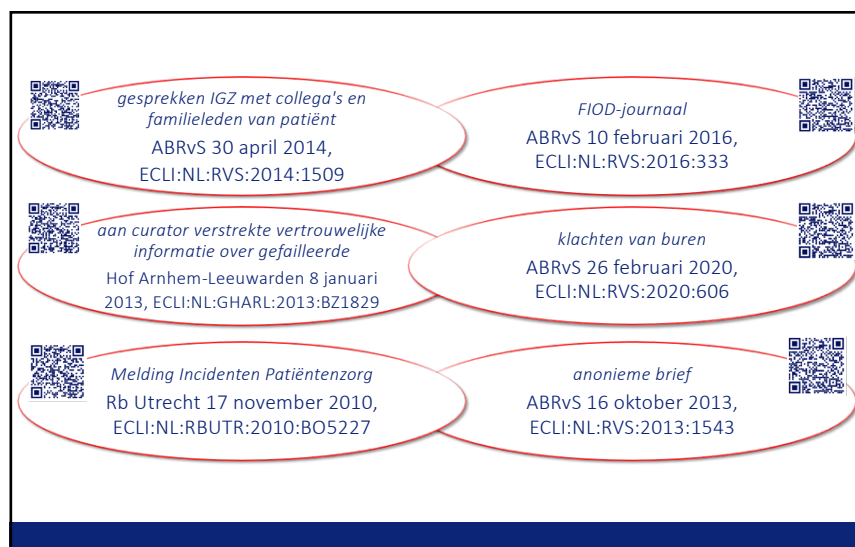 gesprekken IGZ met collega's en
familieleden van patiënt
ABRvS 30 april 2014,
ECLI:NL:RVS:2014:1509
FIOD-journaal
ABRvS 10 februari 2016,
ECLI:NL:RVS:2016:333
aan curator verstrekte vertrouwelijke
informatie over gefailleerde
Hof Arnhem-Leeuwarden 8 januari
2013, ECLI:NL:GHARL:2013:BZ1829
klachten van buren
ABRvS 26 februari 2020,
ECLI:NL:RVS:2020:606
Melding Incidenten Patiëntenzorg
Rb Utrecht 17 november 2010,
ECLI:NL:RBUTR:2010:BO5227
anonieme brief
ABRvS 16 oktober 2013,
ECLI:NL:RVS:2013:1543